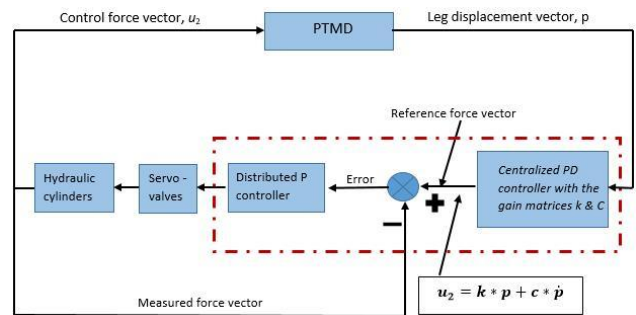 Control force vector, u₂
PTMD
Leg displacement vector, p
Reference force vector
Hydraulic
cylinders
Servo -
valves
Distributed P
controller
Error
+
−
Centralized PD
controller with the
gain matrices k & C
u₂ = k * p + c * ṗ
Measured force vector